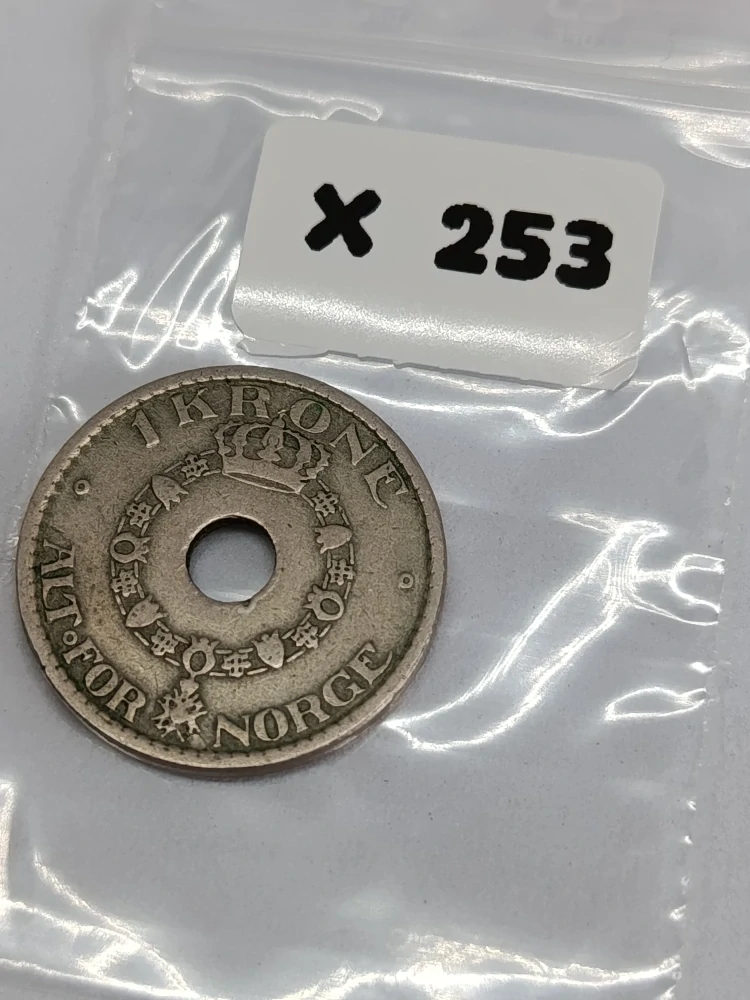 X 253
1 KRONE
ALT∘FOR NORGE